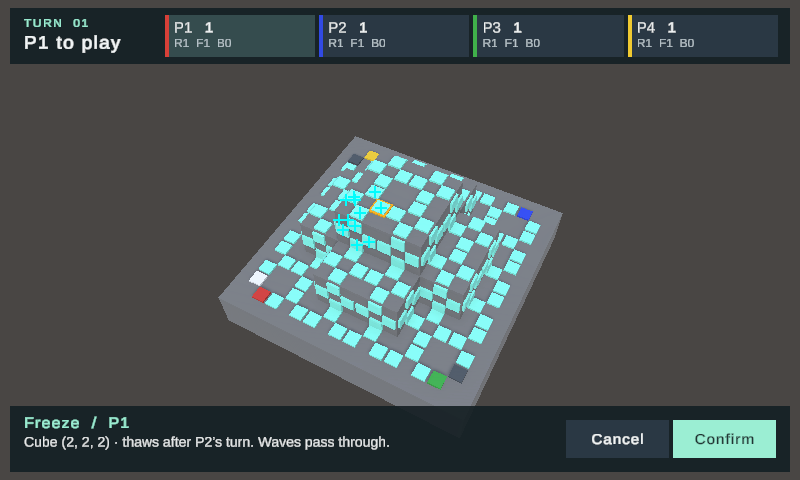 TURN 01
P1 to play
P1 1
R1 F1 B0
P2 1
R1 F1 B0
P3 1
R1 F1 B0
P4 1
R1 F1 B0
Freeze / P1
Cube (2, 2, 2) · thaws after P2's turn. Waves pass through.
Cancel
Confirm